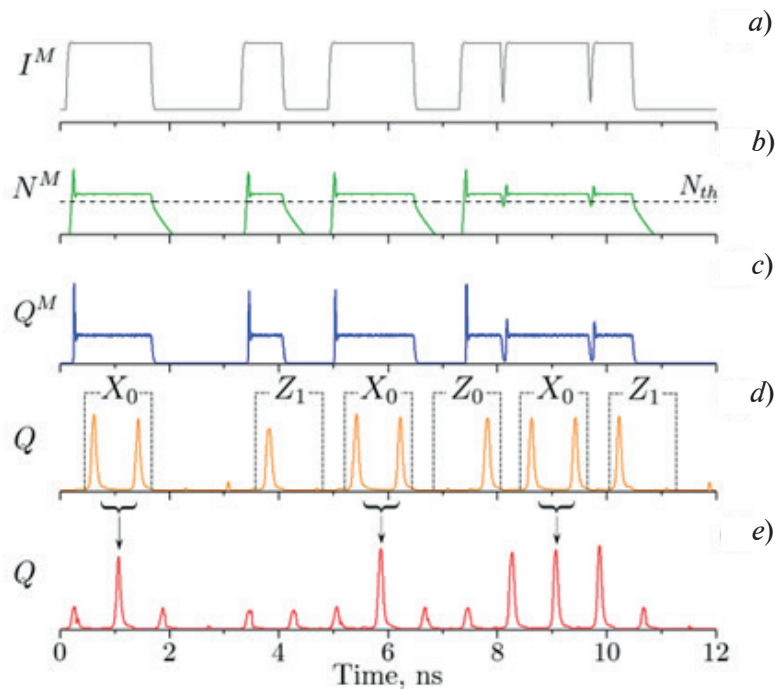 a)
I^M
b)
N^M
N_th
c)
Q^M
X_0 Z_1 X_0 Z_0 X_0 Z_1
d)
Q
e)
Q
0 2 4 6 8 10 12
Time, ns